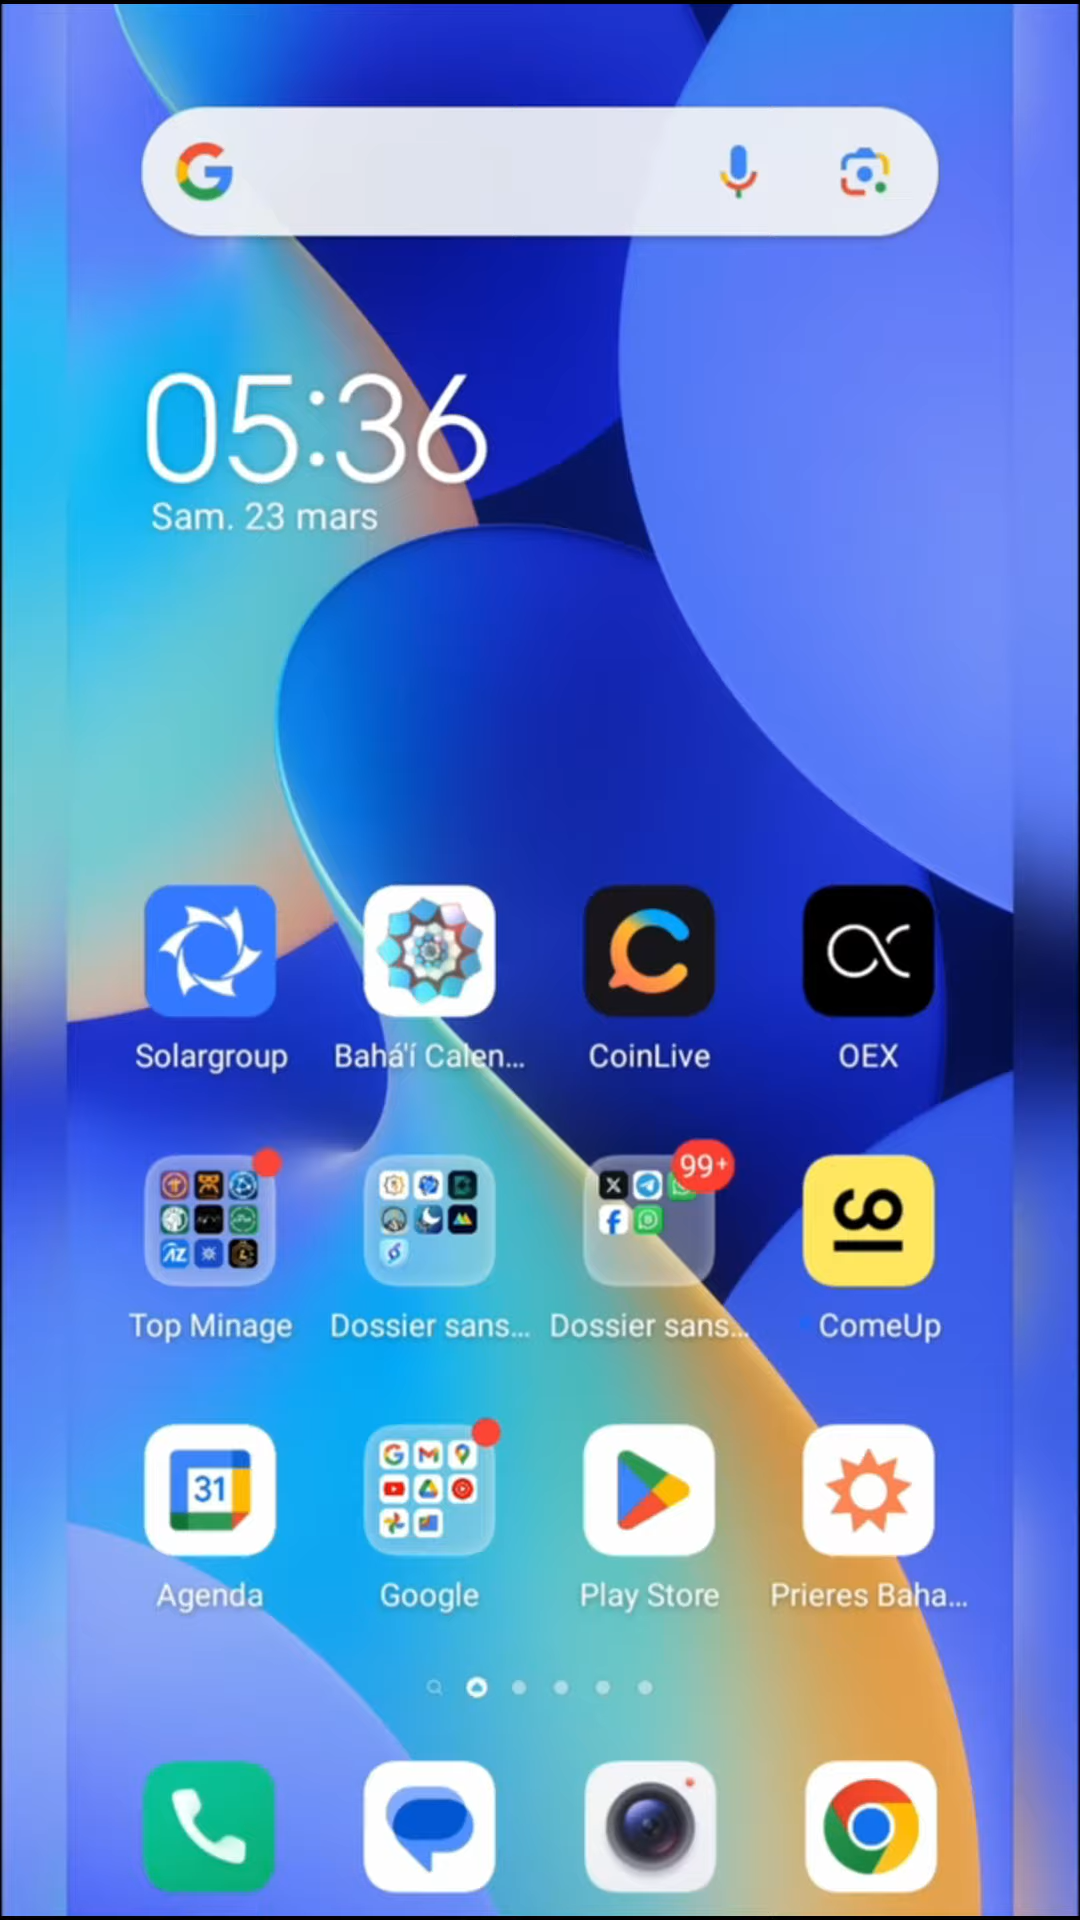 05:36
Sam. 23 mars
Solargroup
Bahá'í Calen...
CoinLive
OEX
99+
Top Minage
Dossier sans...
Dossier sans...
ComeUp
31
Agenda
Google
Play Store
Prieres Baha...